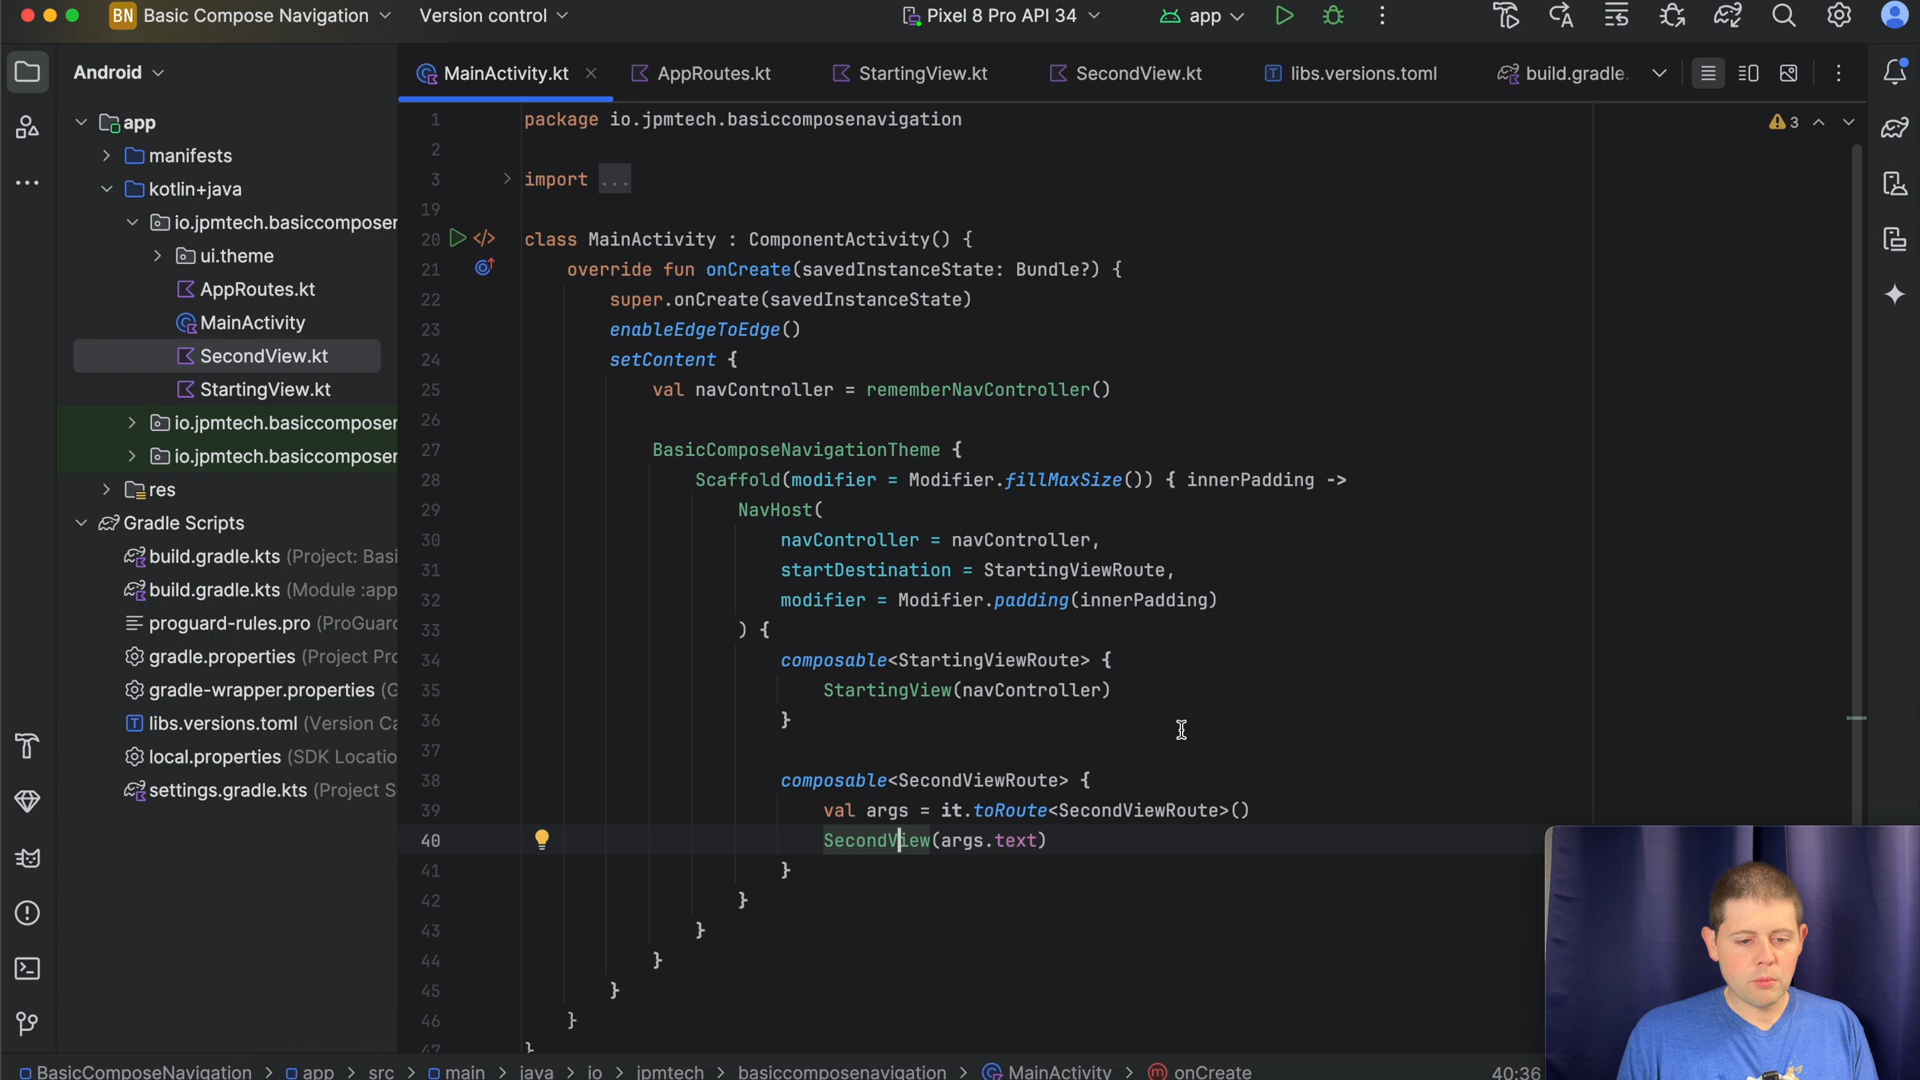 BN Basic Compose Navigation Version control Pixel 8 Pro API 34 app
Android
MainActivity.kt AppRoutes.kt StartingView.kt SecondView.kt libs.versions.toml build.gradle.
app
manifests
kotlin+java
io.jpmtech.basiccomposer
ui.theme
AppRoutes.kt
MainActivity
SecondView.kt
StartingView.kt
io.jpmtech.basiccomposer
io.jpmtech.basiccomposer
res
Gradle Scripts
build.gradle.kts (Project: Basi
build.gradle.kts (Module :app
proguard-rules.pro (ProGuard
gradle.properties (Project Pro
gradle-wrapper.properties (G
libs.versions.toml (Version Ca
local.properties (SDK Locatio
settings.gradle.kts (Project S
3
1 package io.jpmtech.basiccomposenavigation
2
3 import ...
19
20 class MainActivity : ComponentActivity() {
21 override fun onCreate(savedInstanceState: Bundle?) {
22 super.onCreate(savedInstanceState)
23 enableEdgeToEdge()
24 setContent {
25 val navController = rememberNavController()
26
27 BasicComposeNavigationTheme {
28 Scaffold(modifier = Modifier.fillMaxSize()) { innerPadding ->
29 NavHost(
30 navController = navController,
31 startDestination = StartingViewRoute,
32 modifier = Modifier.padding(innerPadding)
33 ) {
34 composable<StartingViewRoute> {
35 StartingView(navController)
36 }
37
38 composable<SecondViewRoute> {
39 val args = it.toRoute<SecondViewRoute>()
40 SecondView(args.text)
41 }
42 }
43 }
44 }
45 }
46 }
47 }
BasicComposeNavigation > app > src > main > java > io > jpmtech > basiccomposenavigation > MainActivity > onCreate 40:36